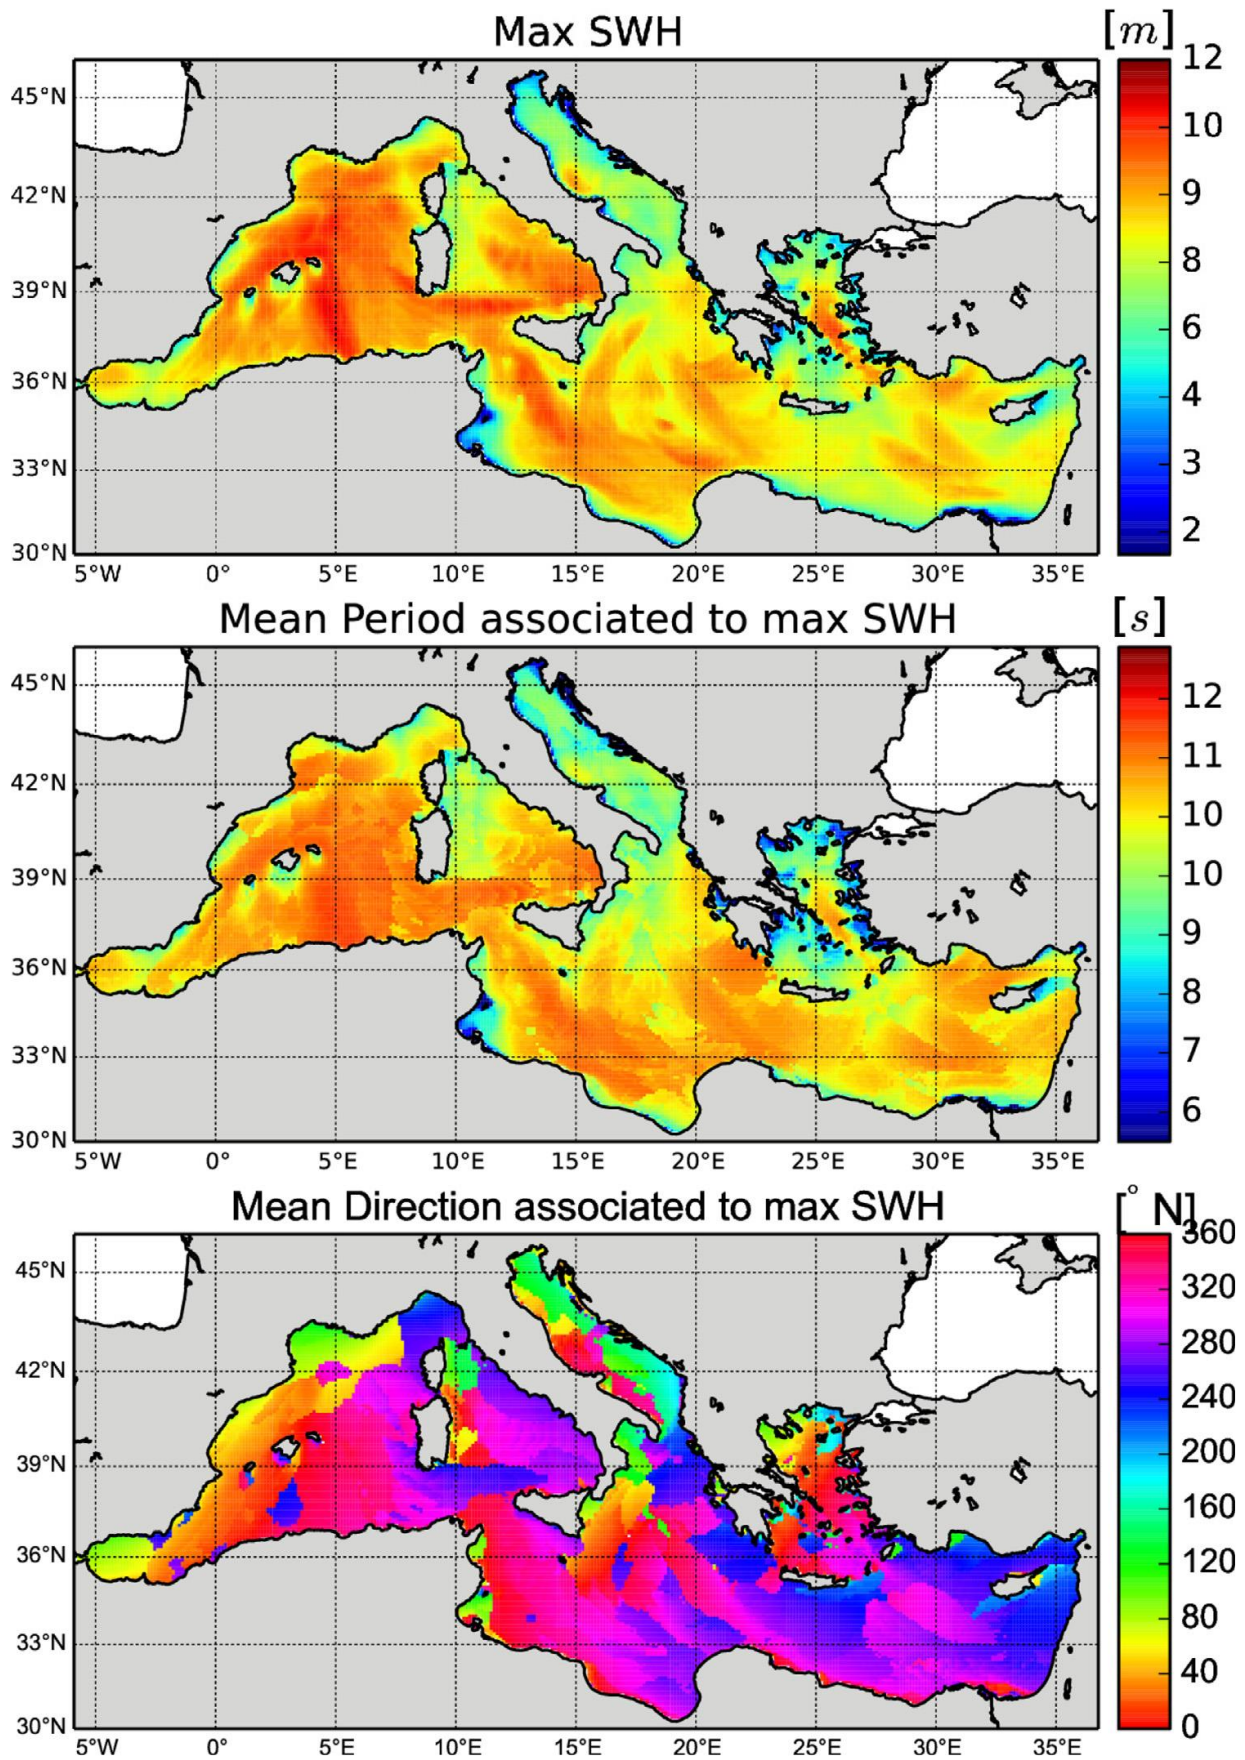 Max SWH
[m]
45°N
42°N
39°N
36°N
33°N
30°N
5°W 0° 5°E 10°E 15°E 20°E 25°E 30°E 35°E
12
10
9
8
6
4
3
2
Mean Period associated to max SWH
[s]
45°N
42°N
39°N
36°N
33°N
30°N
5°W 0° 5°E 10°E 15°E 20°E 25°E 30°E 35°E
12
11
10
10
9
8
7
6
Mean Direction associated to max SWH
[° N]
45°N
42°N
39°N
36°N
33°N
30°N
5°W 0° 5°E 10°E 15°E 20°E 25°E 30°E 35°E
360
320
280
240
200
160
120
80
40
0